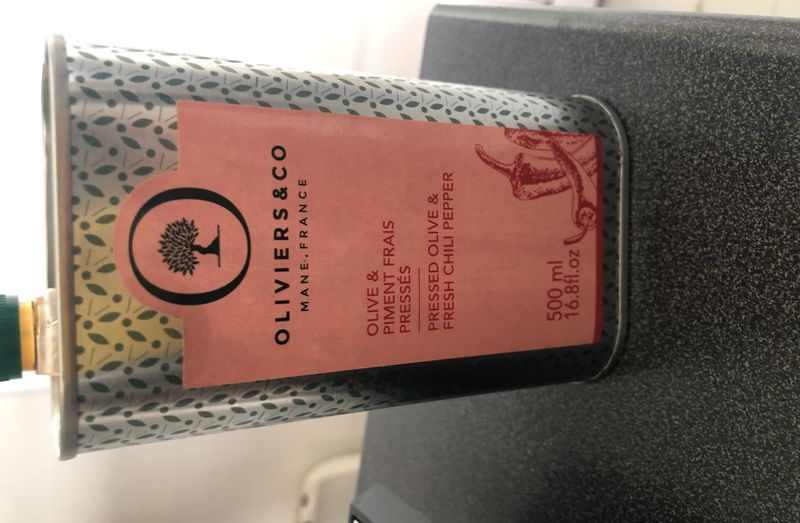 O
OLIVIERS&CO
MANE.FRANCE
OLIVE &
PIMENT FRAIS
PRESSÉS
PRESSED OLIVE &
FRESH CHILI PEPPER
500 ml
16.8fl.oz